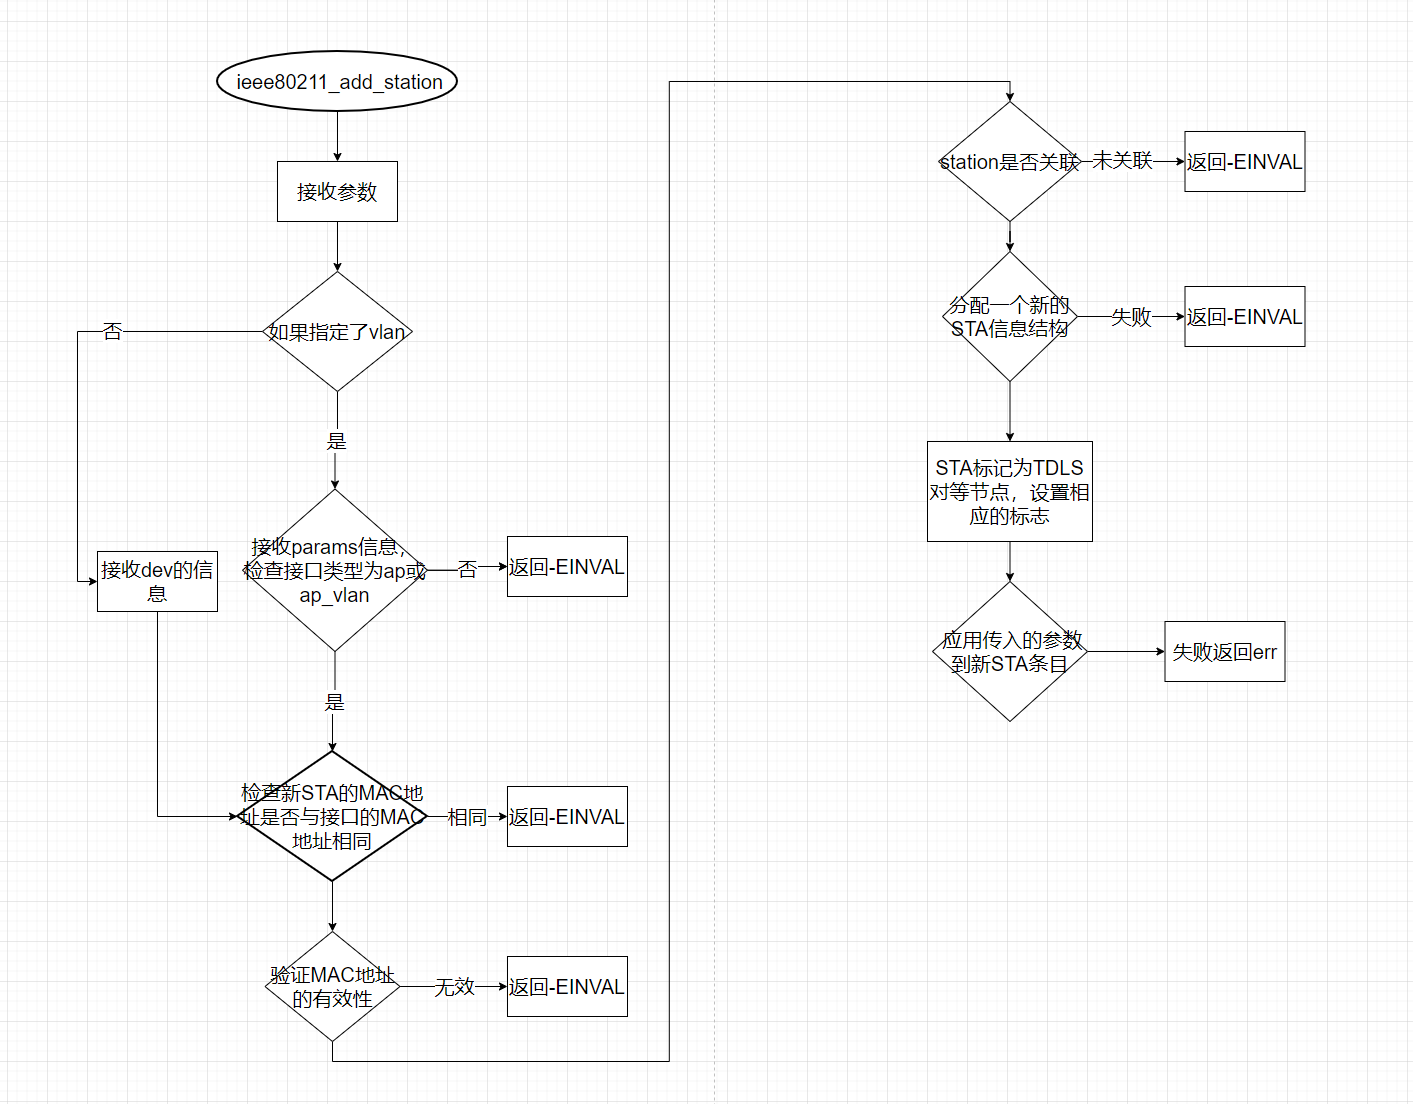 ieee80211_add_station
接收参数
如果指定了vlan
否
是
接收params信息，
检查接口类型为ap或
ap_vlan
否
返回-EINVAL
接收dev的信
息
是
检查新STA的MAC地
址是否与接口的MAC
地址相同
相同
返回-EINVAL
验证MAC地址
的有效性
无效
返回-EINVAL
station是否关联
未关联
返回-EINVAL
分配一个新的
STA信息结构
失败
返回-EINVAL
STA标记为TDLS
对等节点，设置相
应的标志
应用传入的参数
到新STA条目
失败返回err